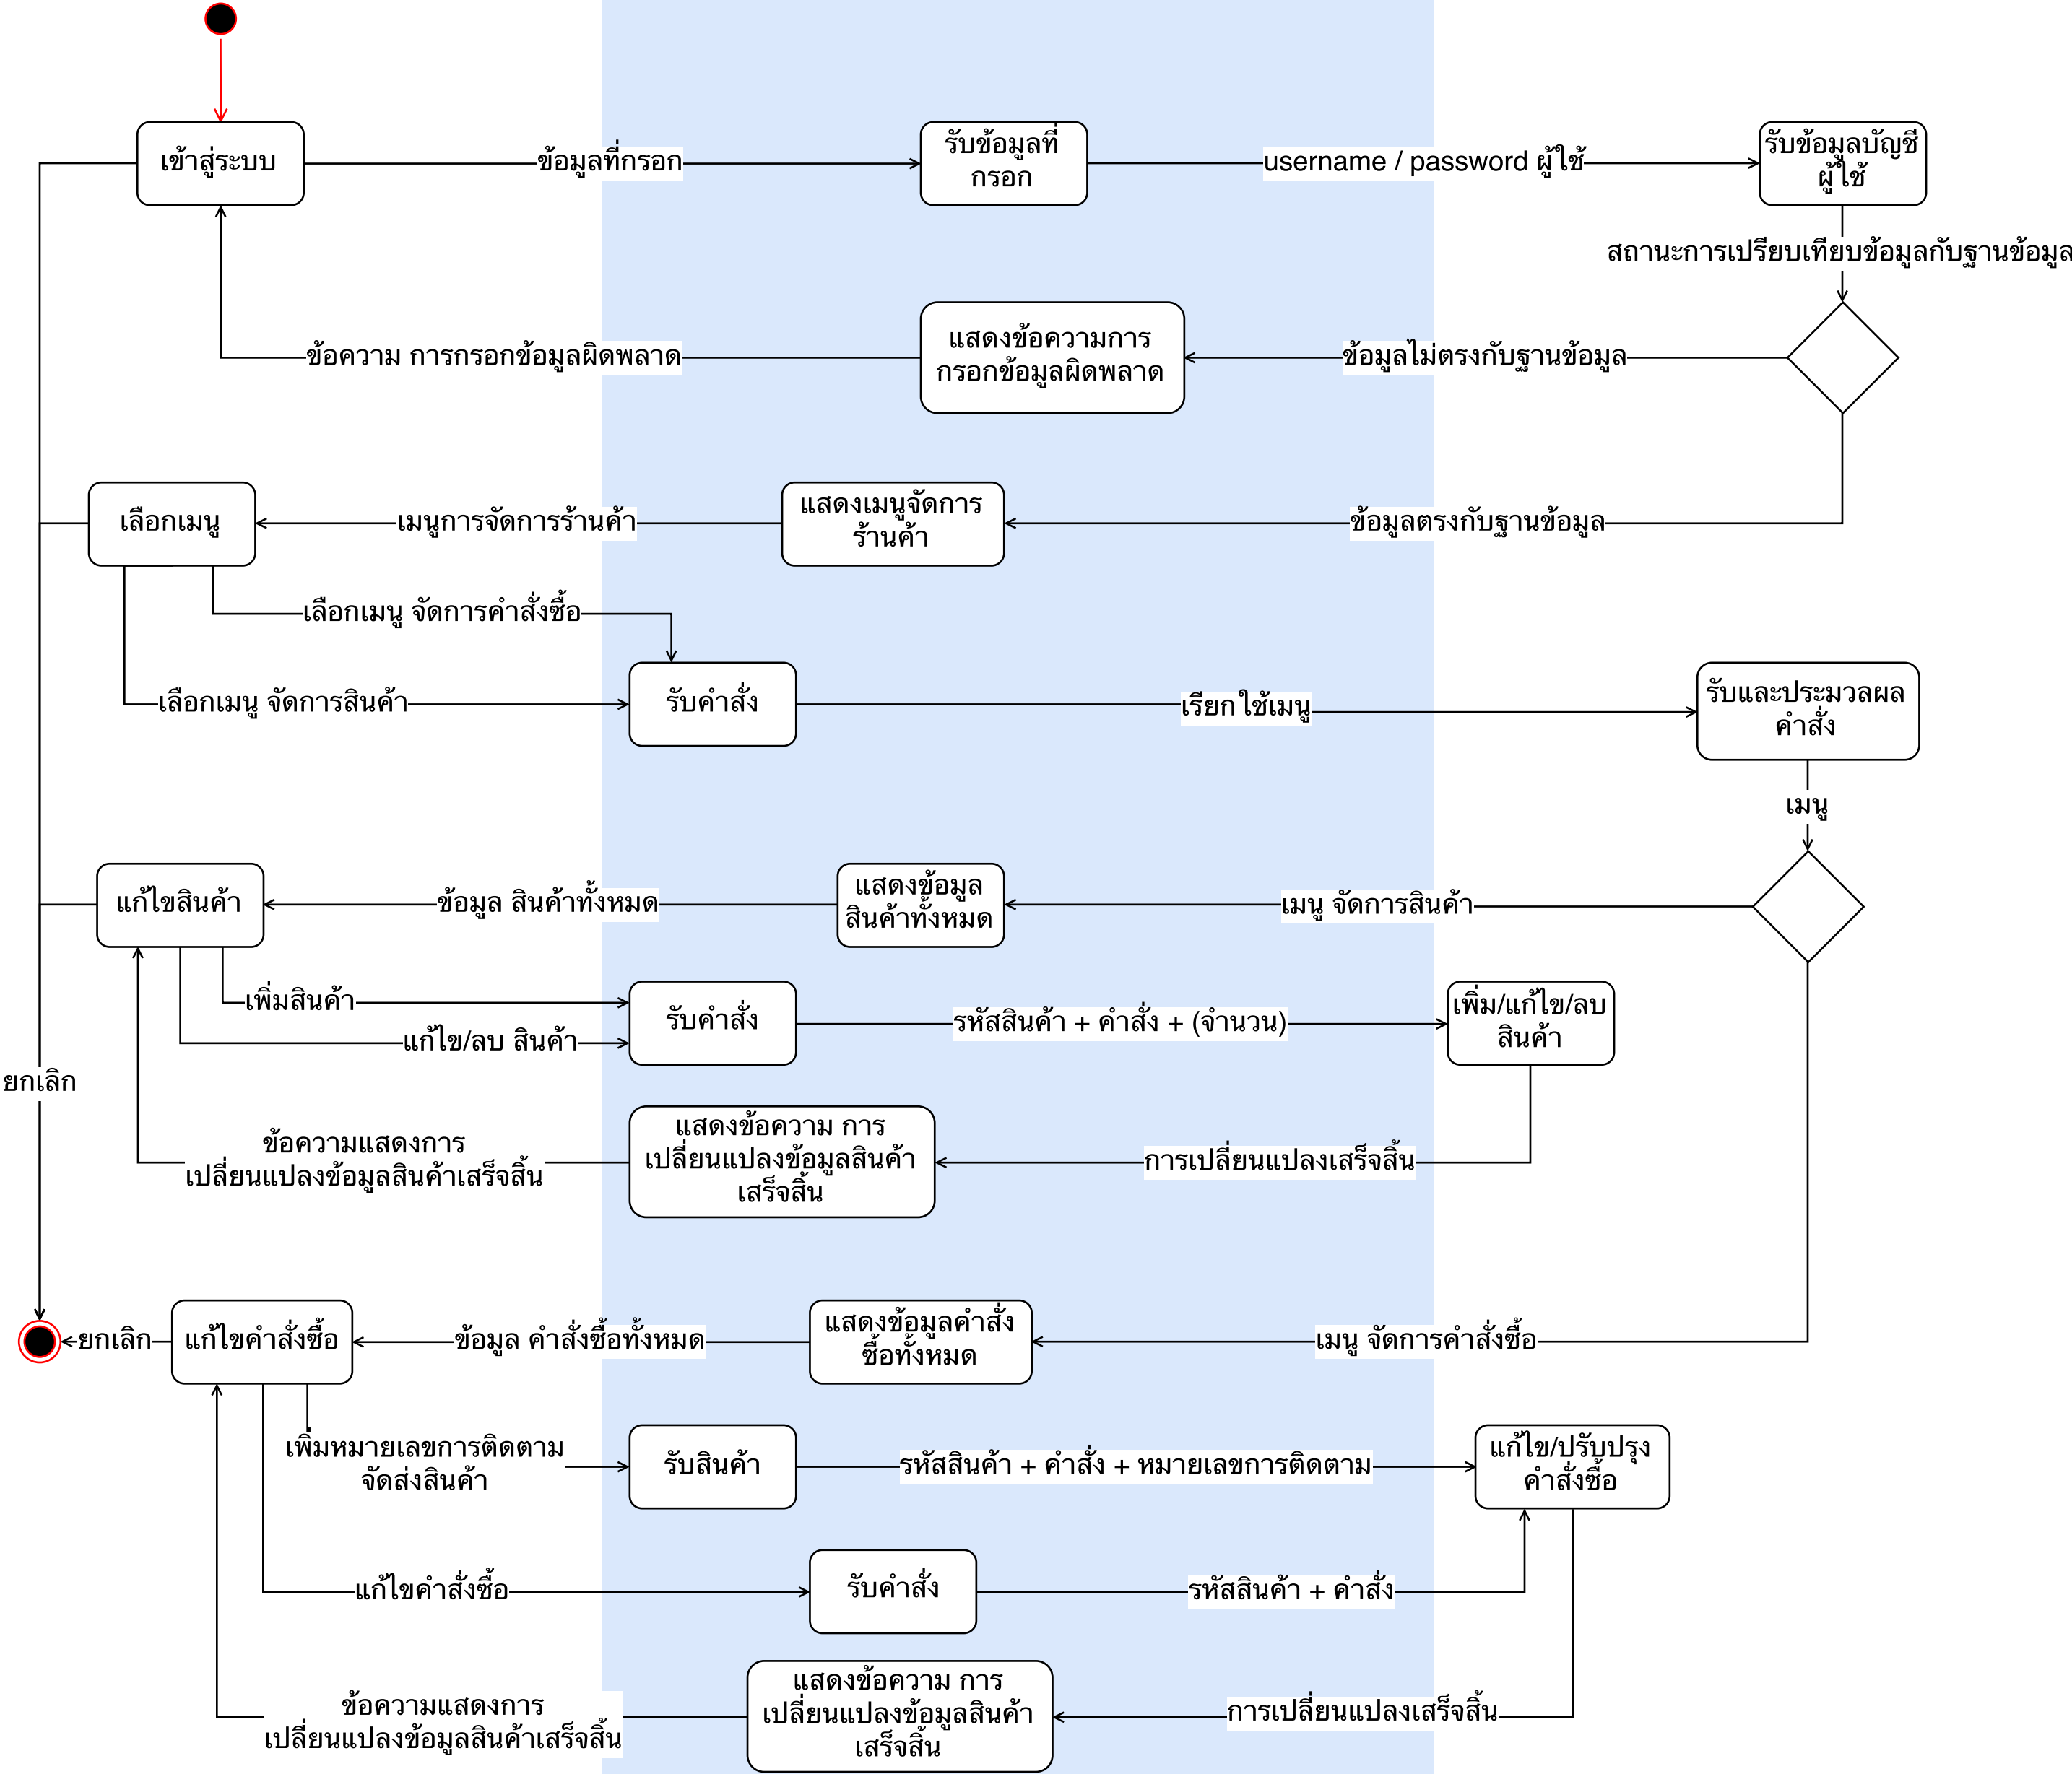 เข้าสู่ระบบ
ข้อมูลที่กรอก
รับข้อมูลที่
กรอก
username / password ผู้ใช้
รับข้อมูลบัญชี
ผู้ใช้
สถานะการเปรียบเทียบข้อมูลกับฐานข้อมูล
ข้อความ การกรอกข้อมูลผิดพลาด
แสดงข้อความการ
กรอกข้อมูลผิดพลาด
ข้อมูลไม่ตรงกับฐานข้อมูล
เลือกเมนู
เมนูการจัดการร้านค้า
แสดงเมนูจัดการ
ร้านค้า
ข้อมูลตรงกับฐานข้อมูล
เลือกเมนู จัดการคำสั่งซื้อ
เลือกเมนู จัดการสินค้า
รับคำสั่ง
เรียกใช้เมนู
รับและประมวลผล
คำสั่ง
เมนู
แก้ไขสินค้า
ข้อมูล สินค้าทั้งหมด
แสดงข้อมูล
สินค้าทั้งหมด
เมนู จัดการสินค้า
เพิ่มสินค้า
แก้ไข/ลบ สินค้า
รับคำสั่ง
รหัสสินค้า + คำสั่ง + (จำนวน)
เพิ่ม/แก้ไข/ลบ
สินค้า
ยกเลิก
ข้อความแสดงการ
เปลี่ยนแปลงข้อมูลสินค้าเสร็จสิ้น
แสดงข้อความ การ
เปลี่ยนแปลงข้อมูลสินค้า
เสร็จสิ้น
การเปลี่ยนแปลงเสร็จสิ้น
ยกเลิก
แก้ไขคำสั่งซื้อ
ข้อมูล คำสั่งซื้อทั้งหมด
แสดงข้อมูลคำสั่ง
ซื้อทั้งหมด
เมนู จัดการคำสั่งซื้อ
เพิ่มหมายเลขการติดตาม
จัดส่งสินค้า
รับสินค้า
รหัสสินค้า + คำสั่ง + หมายเลขการติดตาม
แก้ไข/ปรับปรุง
คำสั่งซื้อ
แก้ไขคำสั่งซื้อ
รับคำสั่ง
รหัสสินค้า + คำสั่ง
ข้อความแสดงการ
เปลี่ยนแปลงข้อมูลสินค้าเสร็จสิ้น
แสดงข้อความ การ
เปลี่ยนแปลงข้อมูลสินค้า
เสร็จสิ้น
การเปลี่ยนแปลงเสร็จสิ้น